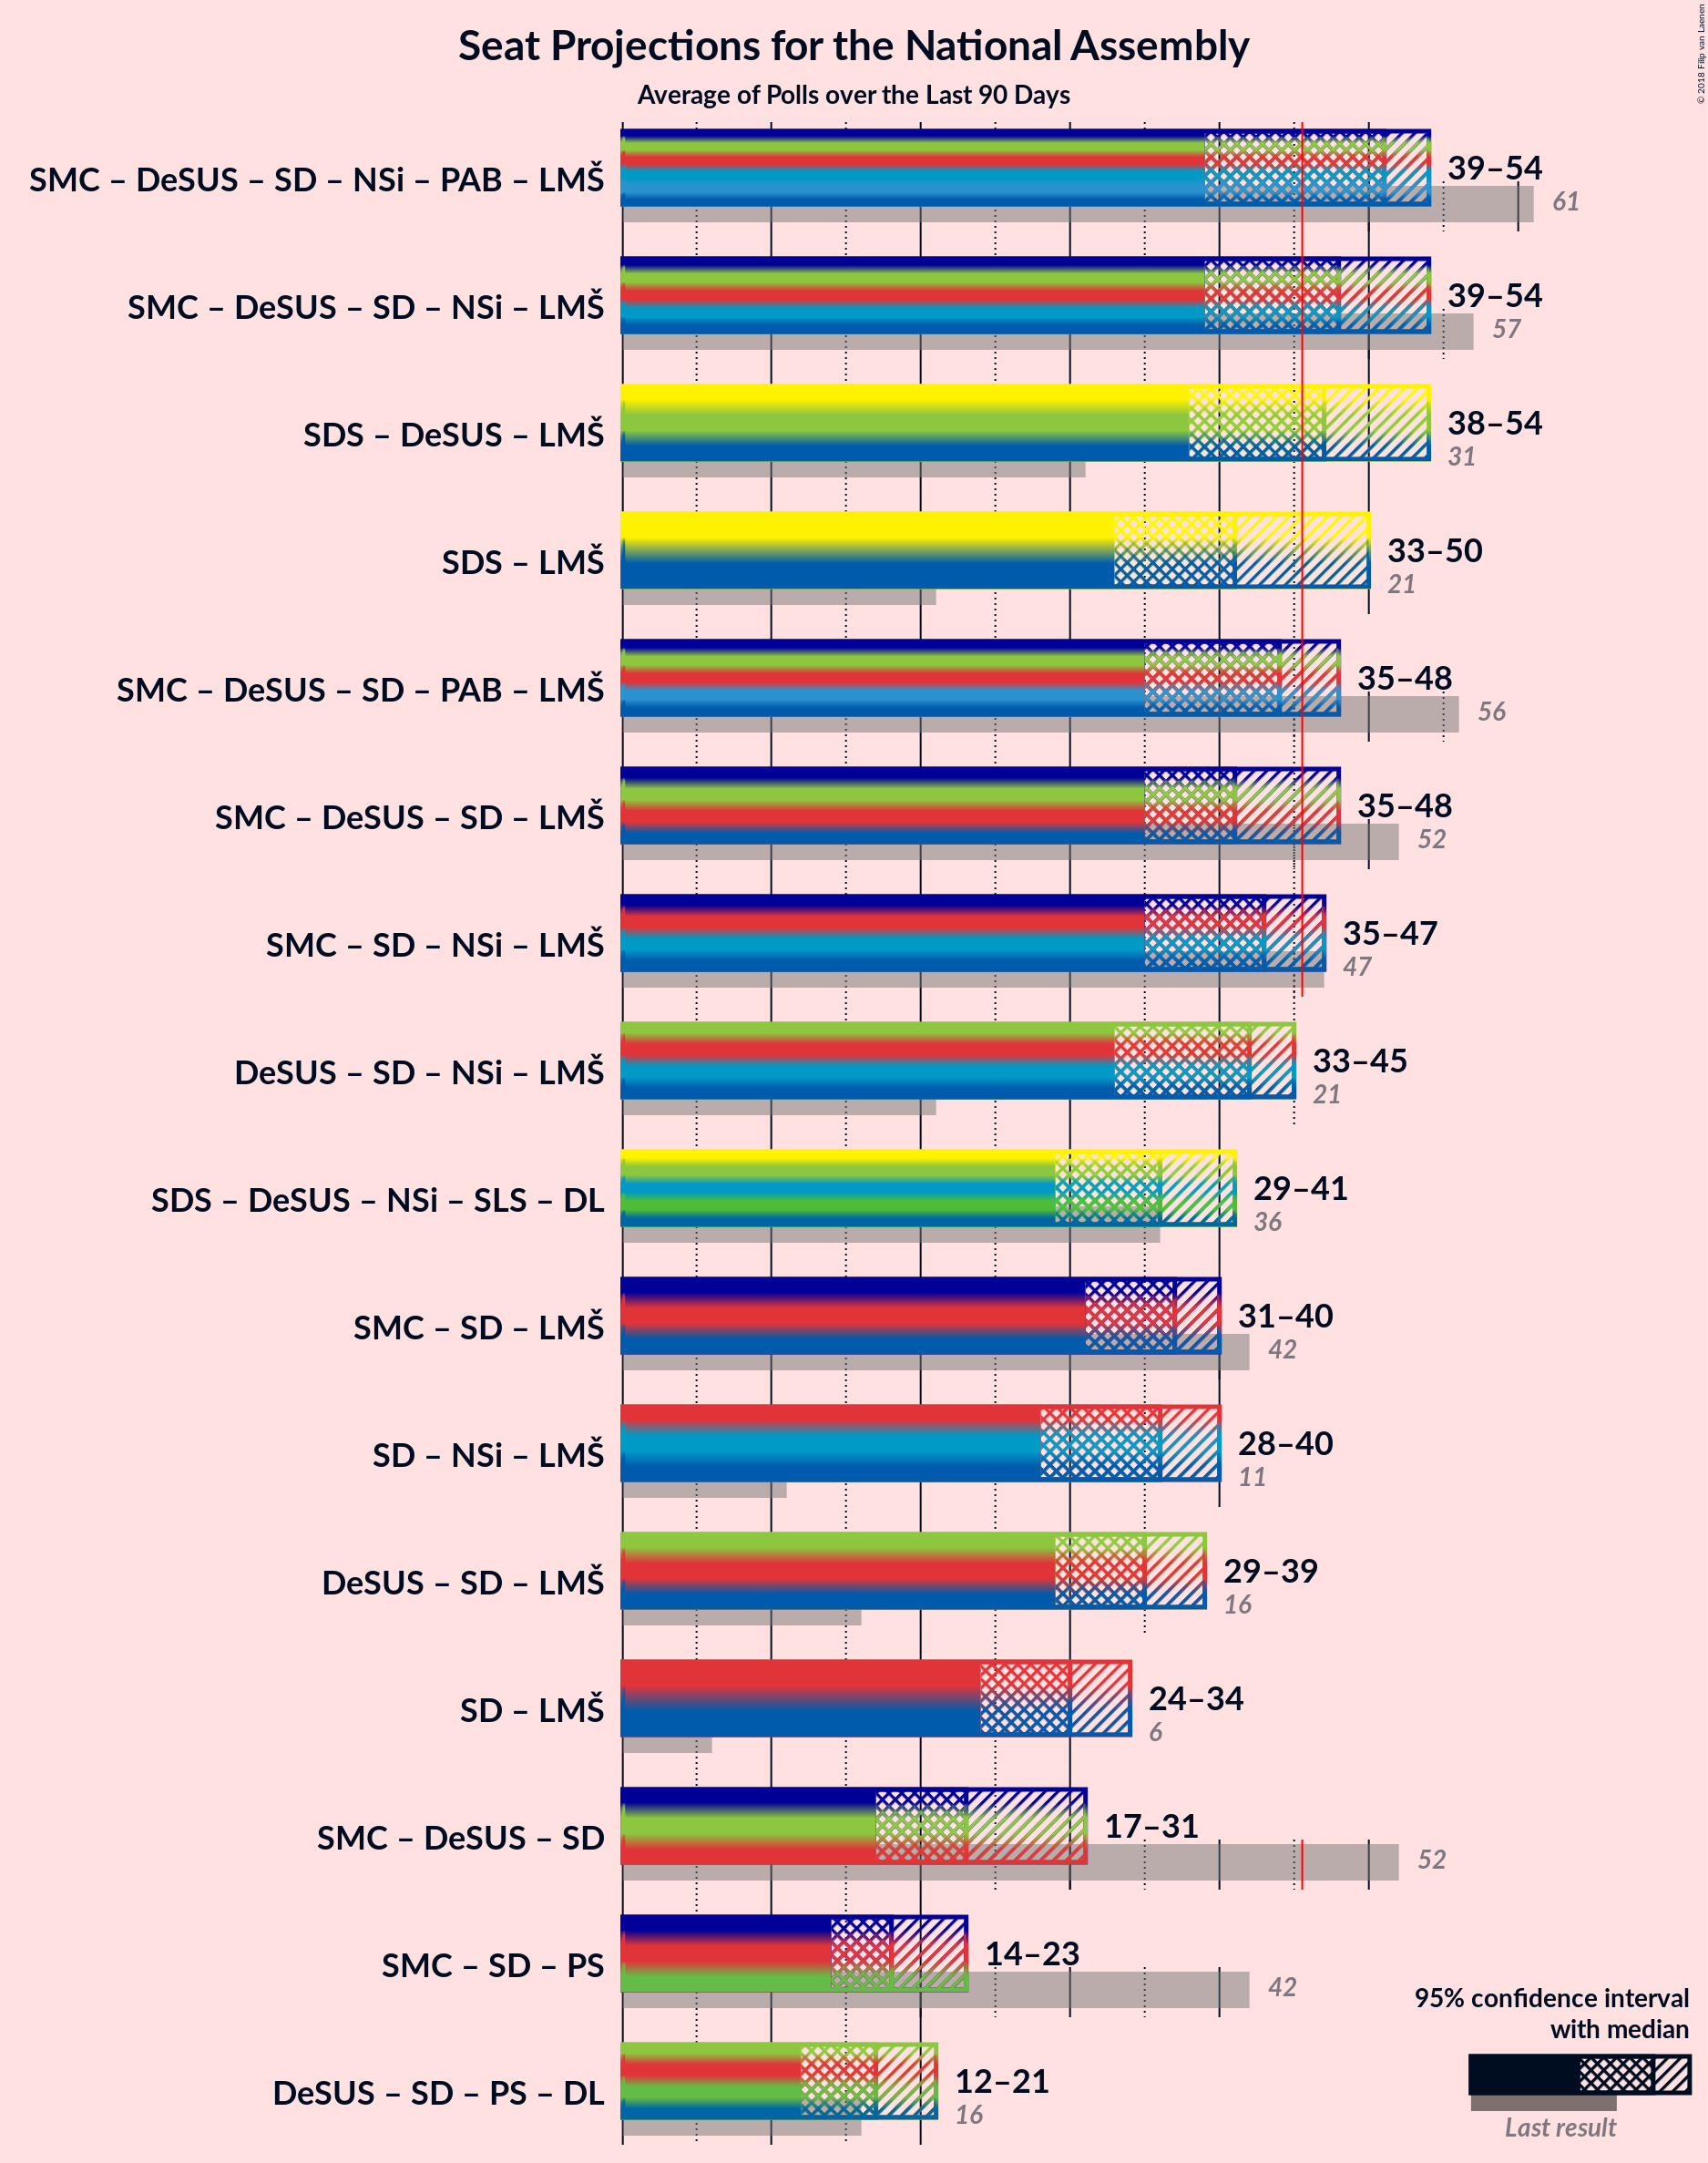 © 2018 Filip van Laenen
Seat Projections for the National Assembly
Average of Polls over the Last 90 Days
SMC – DeSUS – SD – NSi – PAB – LMŠ
39–54
61
SMC – DeSUS – SD – NSi – LMŠ
39–54
57
SDS – DeSUS – LMŠ
38–54
31
SDS – LMŠ
33–50
21
SMC – DeSUS – SD – PAB – LMŠ
35–48
56
SMC – DeSUS – SD – LMŠ
35–48
52
SMC – SD – NSi – LMŠ
35–47
47
DeSUS – SD – NSi – LMŠ
33–45
21
SDS – DeSUS – NSi – SLS – DL
29–41
36
SMC – SD – LMŠ
31–40
42
SD – NSi – LMŠ
28–40
11
DeSUS – SD – LMŠ
29–39
16
SD – LMŠ
24–34
6
SMC – DeSUS – SD
17–31
52
SMC – SD – PS
14–23
42
DeSUS – SD – PS – DL
12–21
16
95% confidence interval
with median
Last result